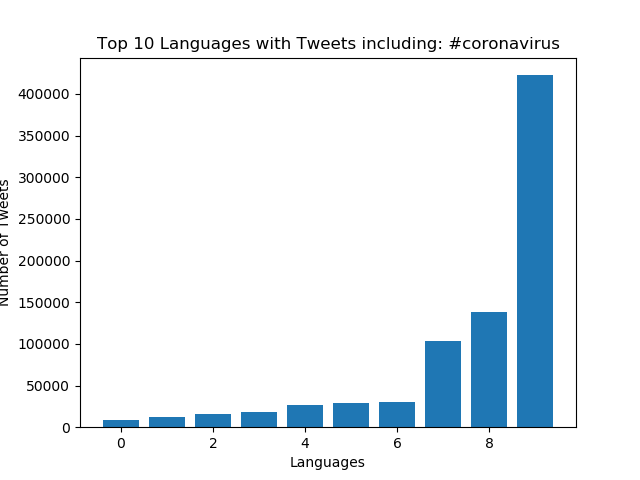 Top 10 Languages with Tweets including: #coronavirus
400000
350000
300000
250000
200000
150000
100000
50000
0
Number of Tweets
0 2 4 6 8
Languages